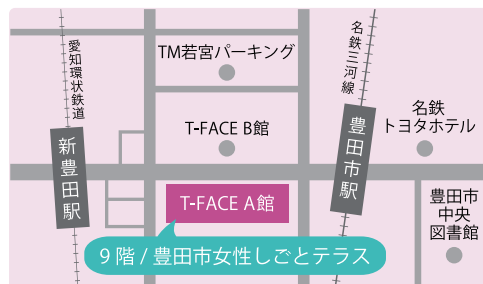 愛知環状鉄道
新豊田駅
TM若宮パーキング
T-FACE B館
T-FACE A館
9階 / 豊田市女性しごとテラス
名鉄三河線
豊田市駅
名鉄
トヨタホテル
豊田市
中央
図書館